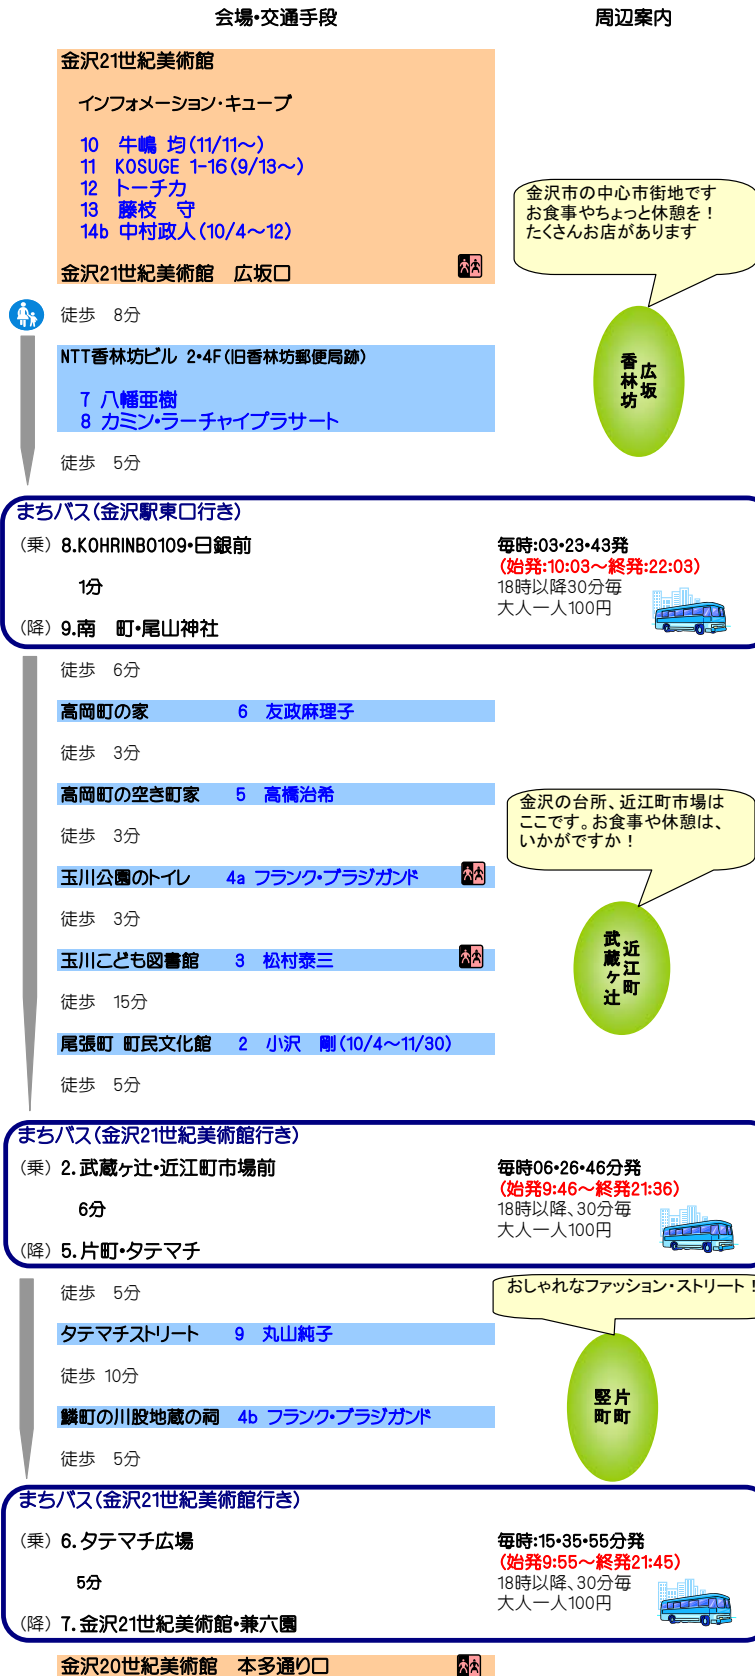 会場・交通手段
周辺案内
金沢21世紀美術館
インフォメーション・キューブ
10 牛嶋 均(11/11～)
11 KOSUGE 1-16(9/13～)
12 トーチカ
13 藤枝 守
14b 中村政人(10/4～12)
金沢21世紀美術館 広坂口
金沢市の中心市街地です
お食事やちょっと休憩を！
たくさんお店があります
広坂
香林坊
徒歩 8分
NTT香林坊ビル 2・4F(旧香林坊郵便局跡)
7 八幡亜樹
8 カミン・ラーチャイプラサート
徒歩 5分
まちバス(金沢駅東口行き)
(乗) 8.KOHRINBO109・日銀前
1分
(降) 9.南 町・尾山神社
毎時:03・23・43発
(始発:10:03～終発:22:03)
18時以降30分毎
大人一人100円
徒歩 6分
高岡町の家 6 友政麻理子
徒歩 3分
高岡町の空き町家 5 高橋治希
徒歩 3分
玉川公園のトイレ 4a フランク・ブラジガンド
徒歩 3分
玉川こども図書館 3 松村泰三
徒歩 15分
尾張町 町民文化館 2 小沢 剛(10/4～11/30)
徒歩 5分
金沢の台所、近江町市場は
ここです。お食事や休憩は、
いかがですか！
近江町
武蔵ヶ辻
まちバス(金沢21世紀美術館行き)
(乗) 2.武蔵ヶ辻・近江町市場前
6分
(降) 5.片町・タテマチ
毎時06・26・46分発
(始発9:46～終発21:36)
18時以降、30分毎
大人一人100円
徒歩 5分
タテマチストリート 9 丸山純子
徒歩 10分
鱗町の川股地蔵の祠 4b フランク・ブラジガンド
徒歩 5分
おしゃれなファッション・ストリート！
片町
竪町
まちバス(金沢21世紀美術館行き)
(乗) 6.タテマチ広場
5分
(降) 7.金沢21世紀美術館・兼六園
毎時:15・35・55分発
(始発9:55～終発21:45)
18時以降、30分毎
大人一人100円
金沢20世紀美術館 本多通り口